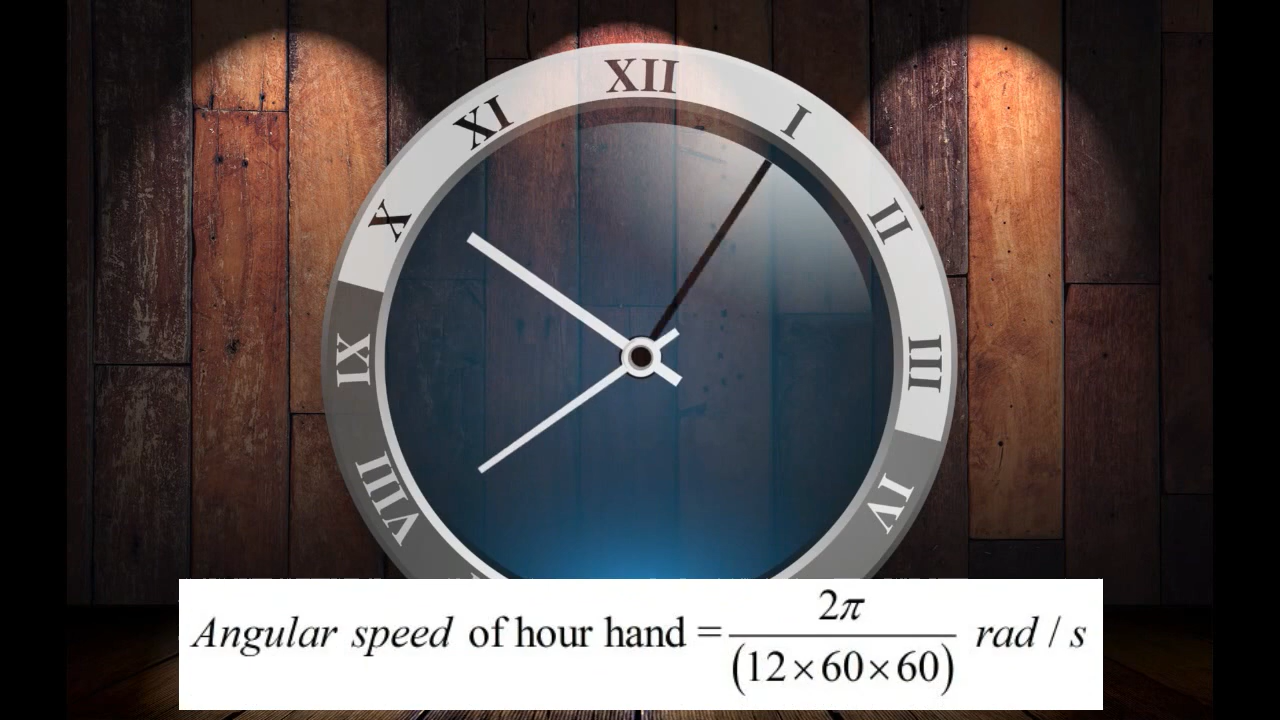 XII
I
II
III
IV
VIII
IX
X
XI
Angular speed of hour hand = 2π / (12×60×60) rad / s